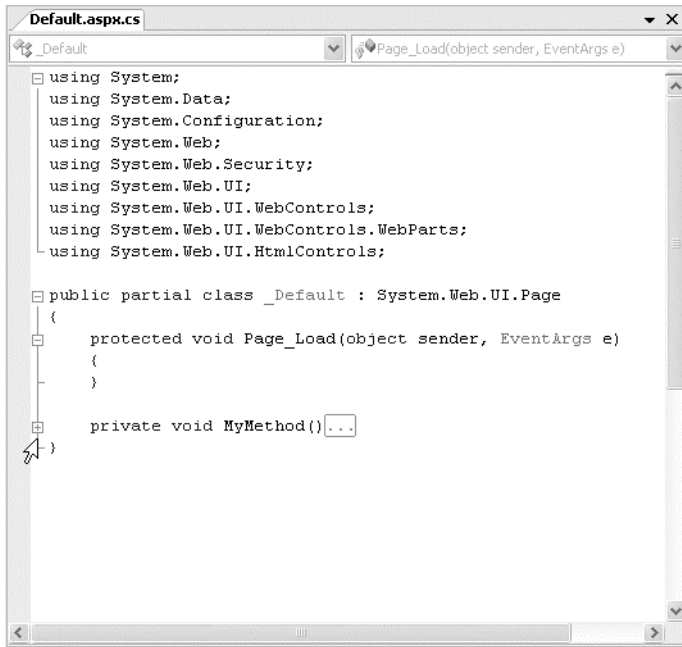 Default.aspx.cs
_Default
Page_Load(object sender, EventArgs e)
using System;
using System.Data;
using System.Configuration;
using System.Web;
using System.Web.Security;
using System.Web.UI;
using System.Web.UI.WebControls;
using System.Web.UI.WebControls.WebParts;
using System.Web.UI.HtmlControls;
public partial class _Default : System.Web.UI.Page
{
protected void Page_Load(object sender, EventArgs e)
{
}
private void MyMethod()...
}